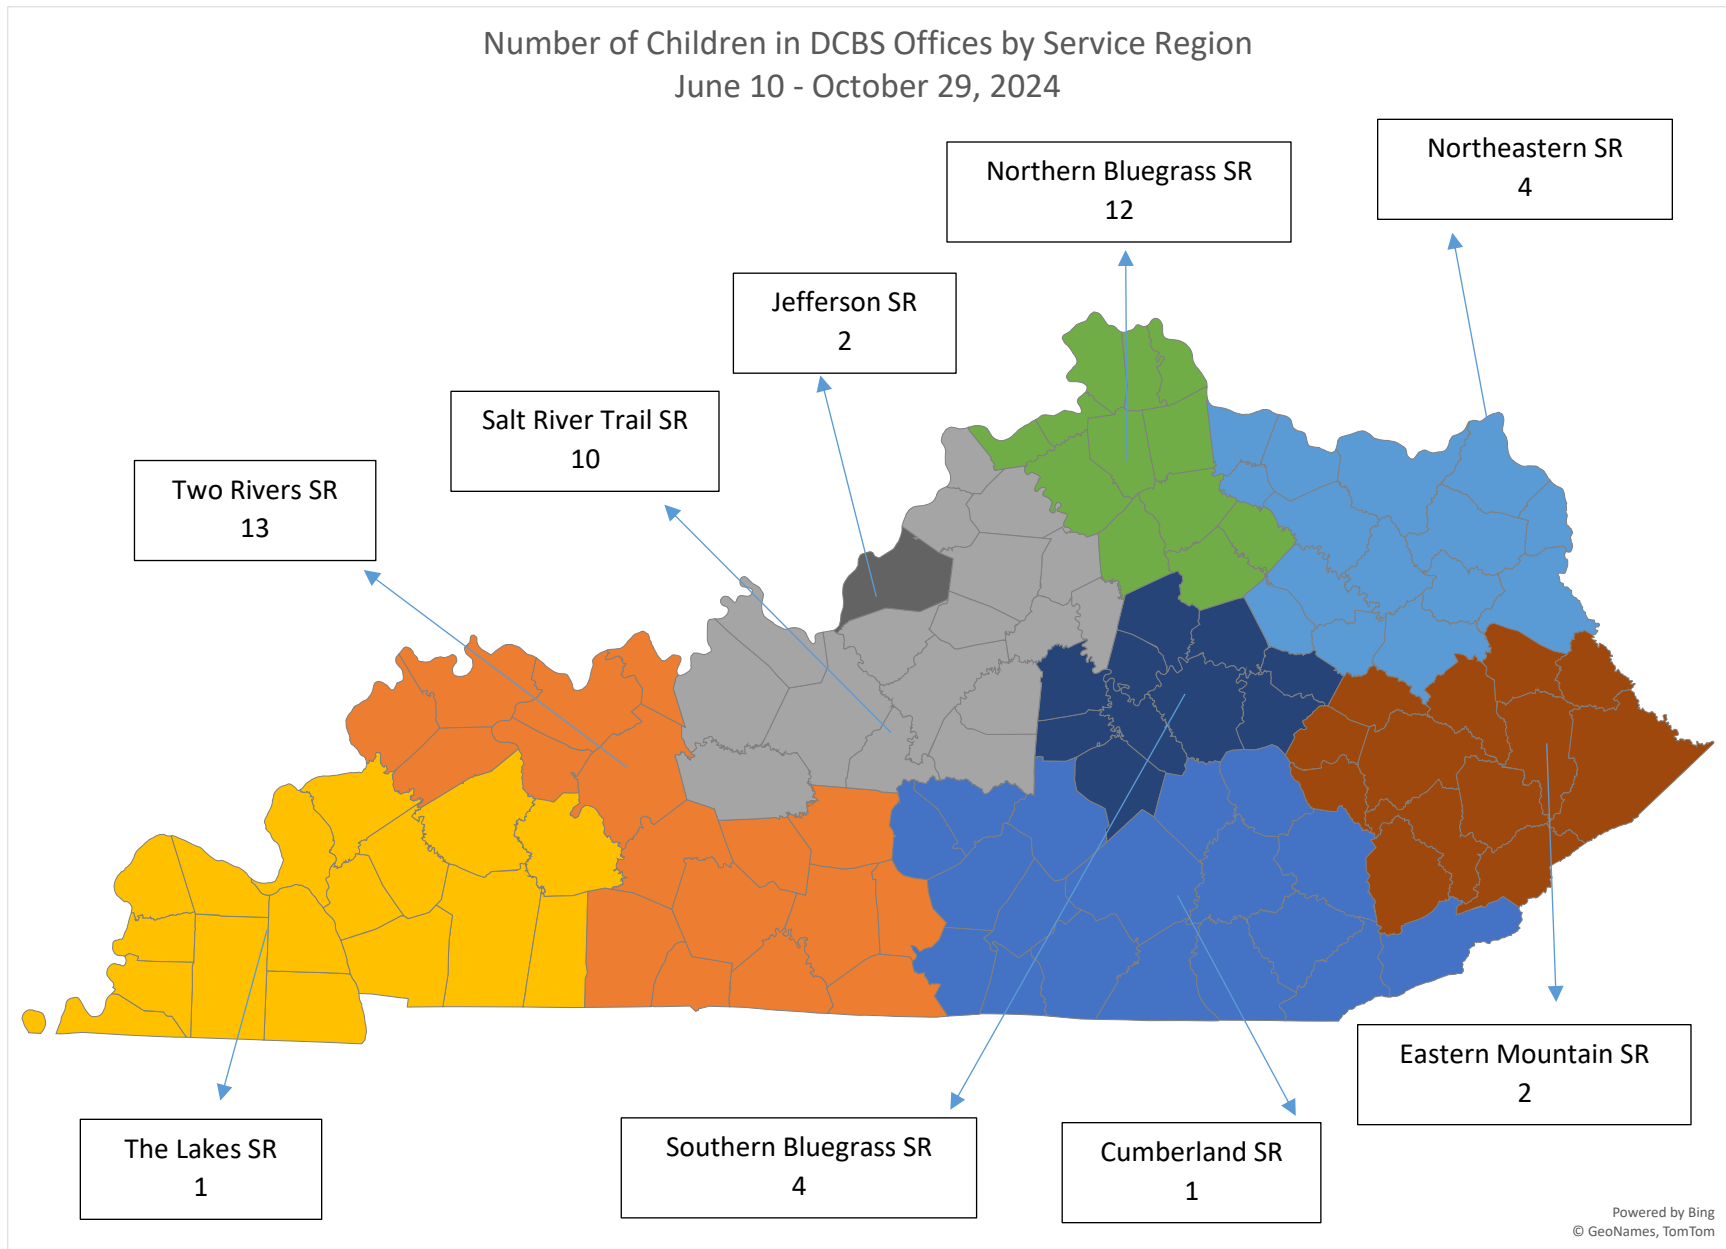 Number of Children in DCBS Offices by Service Region
June 10 - October 29, 2024
Northeastern SR
4
Northern Bluegrass SR
12
Jefferson SR
2
Salt River Trail SR
10
Two Rivers SR
13
Eastern Mountain SR
2
The Lakes SR
1
Southern Bluegrass SR
4
Cumberland SR
1
Powered by Bing
© GeoNames, TomTom